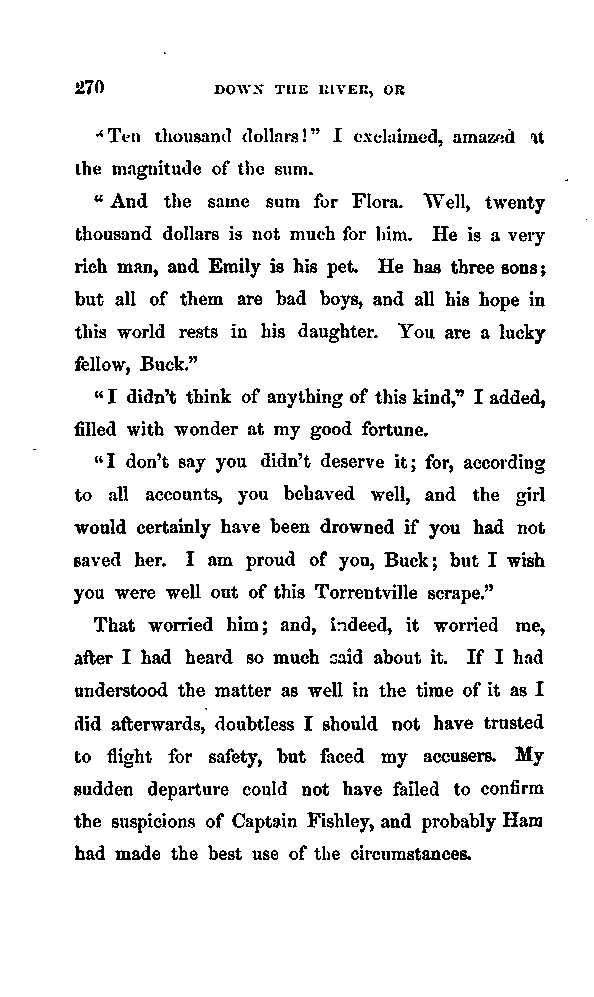 270 DOWN THE RIVER, OR
"Ten thousand dollars!" I exclaimed, amazed at
the magnitude of the sum.
"And the same sum for Flora. Well, twenty
thousand dollars is not much for him. He is a very
rich man, and Emily is his pet. He has three sons;
but all of them are bad boys, and all his hope in
this world rests in his daughter. You are a lucky
fellow, Buck."
"I didn't think of anything of this kind," I added,
filled with wonder at my good fortune.
"I don't say you didn't deserve it; for, according
to all accounts, you behaved well, and the girl
would certainly have been drowned if you had not
saved her. I am proud of you, Buck; but I wish
you were well out of this Torrentville scrape."
That worried him; and, indeed, it worried me,
after I had heard so much said about it. If I had
understood the matter as well in the time of it as I
did afterwards, doubtless I should not have trusted
to flight for safety, but faced my accusers. My
sudden departure could not have failed to confirm
the suspicions of Captain Fishley, and probably Ham
had made the best use of the circumstances.